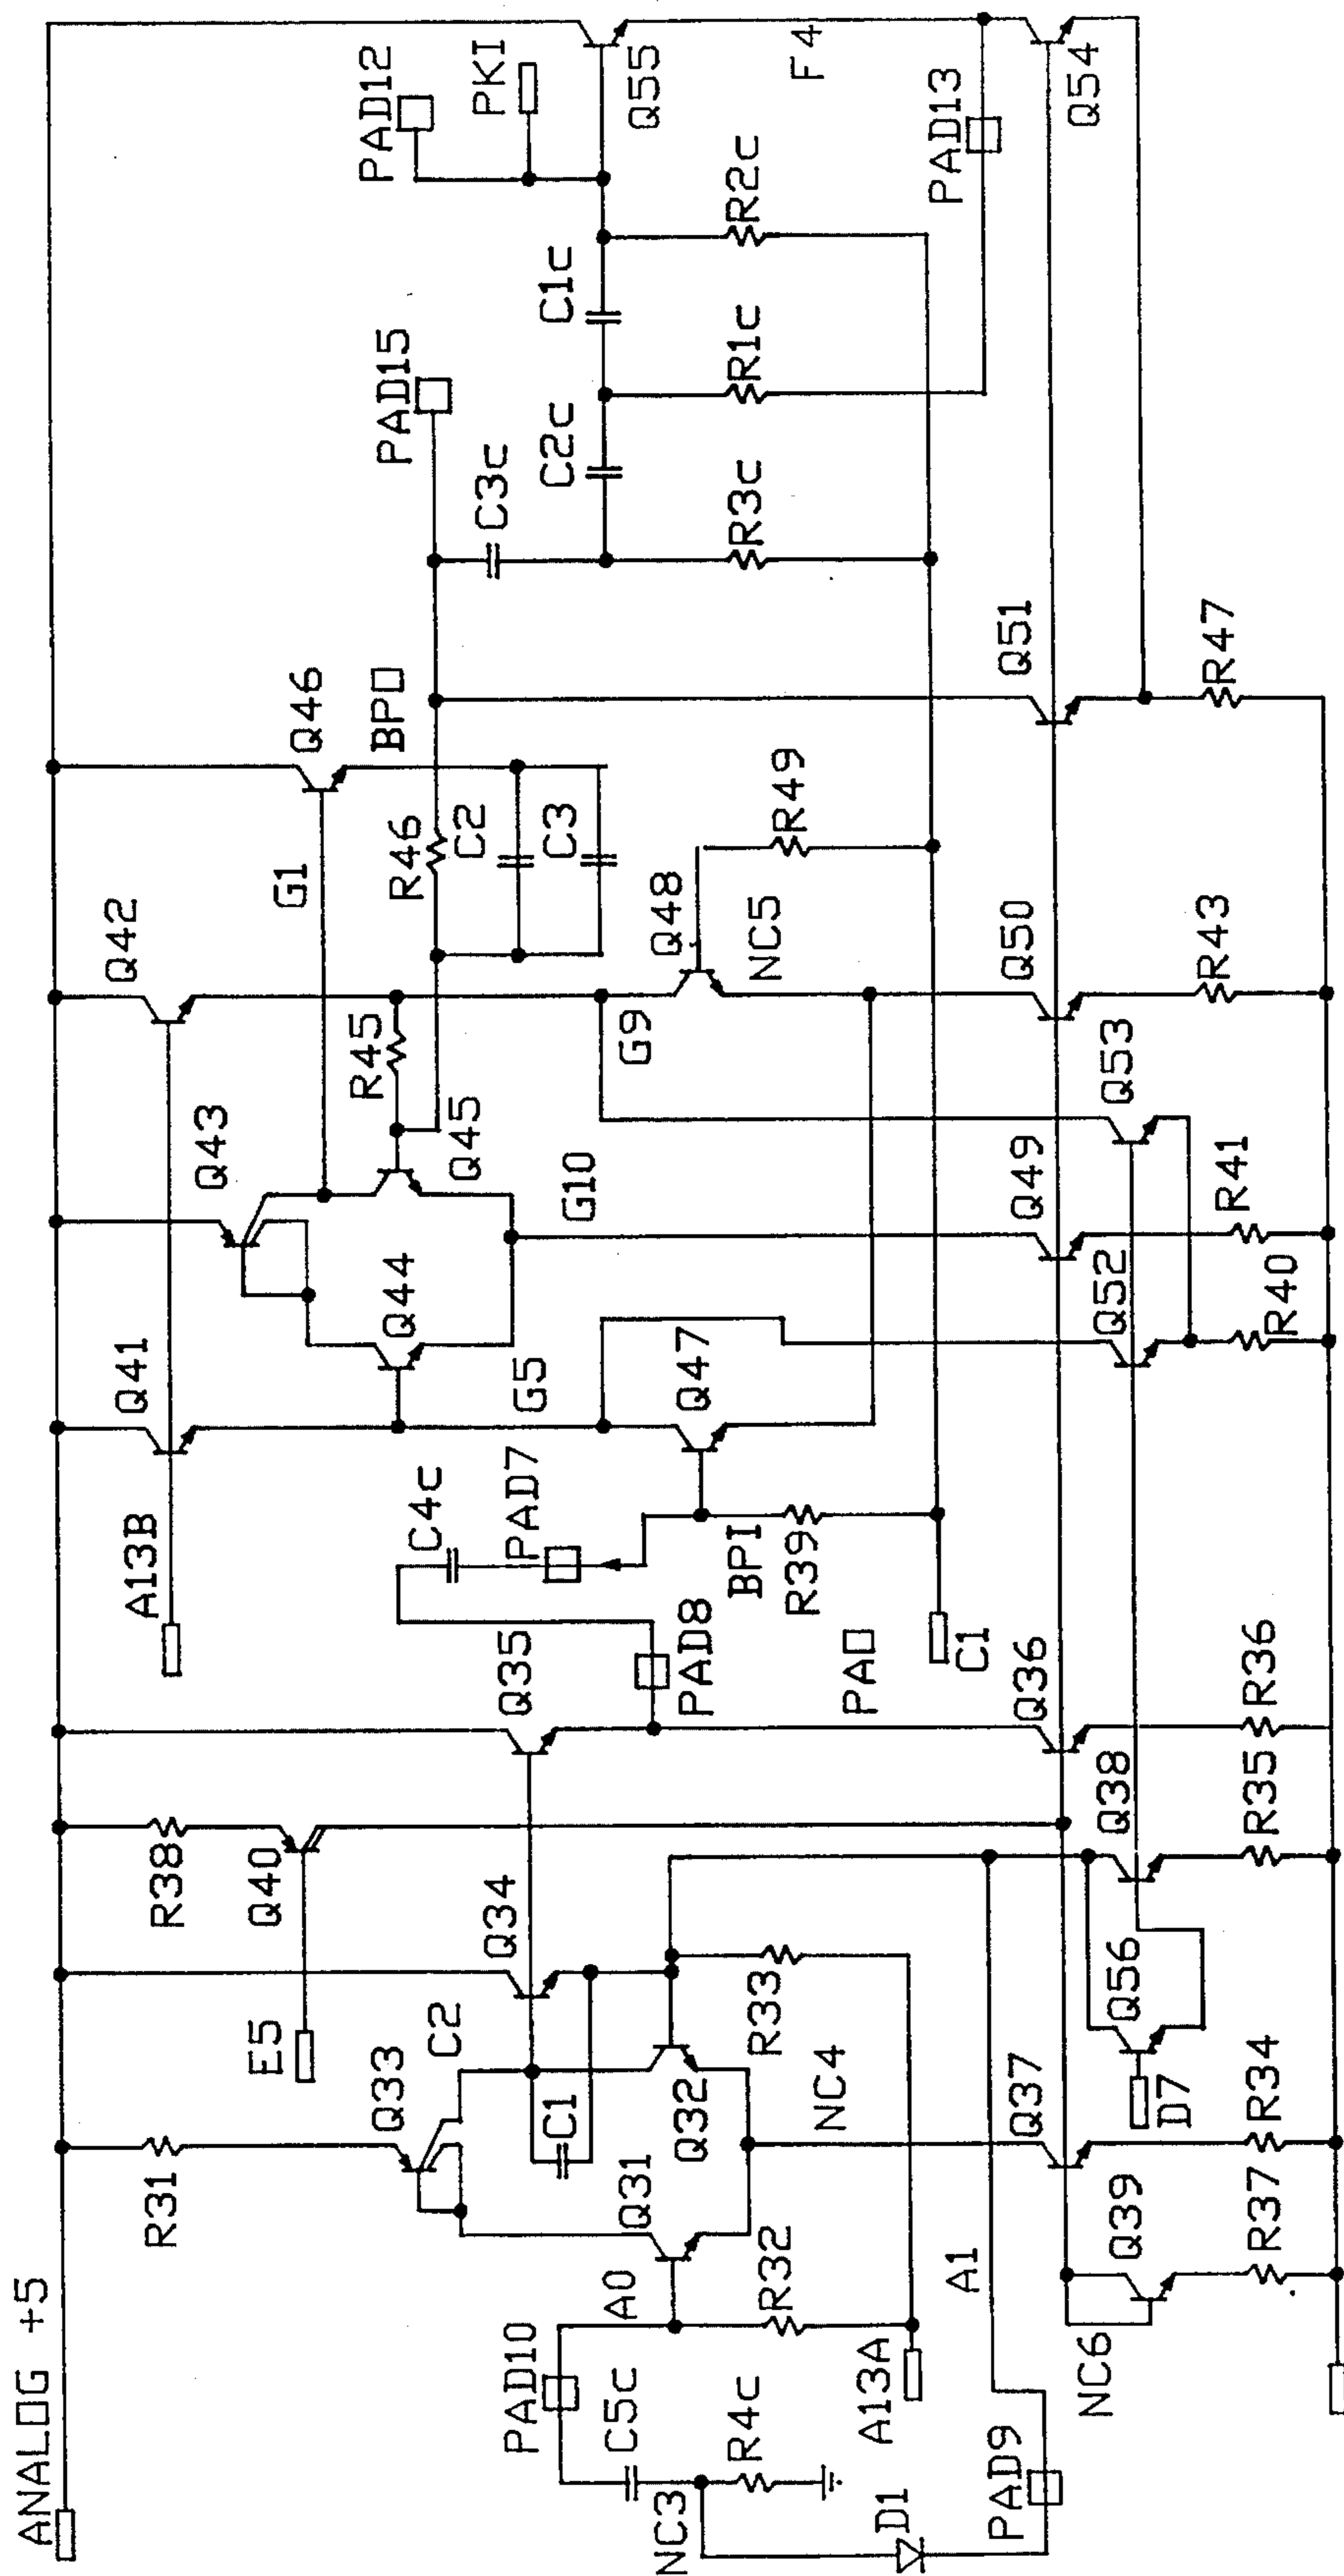 ANALOG +5
R31
R38
A13B
Q41
Q42
E5
Q40
Q43
G1
Q46
Q33
C2
Q44
R45
R46
BPO
PAD15
PAD12
C4c
Q45
C2
C3c
PKI
PAD10
Q34
Q35
PAD7
G5
C1
G10
C3
C2c
C1c
A0
C5c
Q31
G9
Q55
NC3
Q32
PAD8
Q47
Q48
R4c
R32
R33
BPI
NC5
R3c
R1c
R2c
NC4
R39
R49
F4
A13A
PAO
D1
C1
PAD13
A1
PAD9
Q37
Q36
Q49
Q50
Q51
Q54
NC6
Q39
Q56
Q38
Q52
Q53
D7
R37
R34
R35
R36
R40
R41
R43
R47